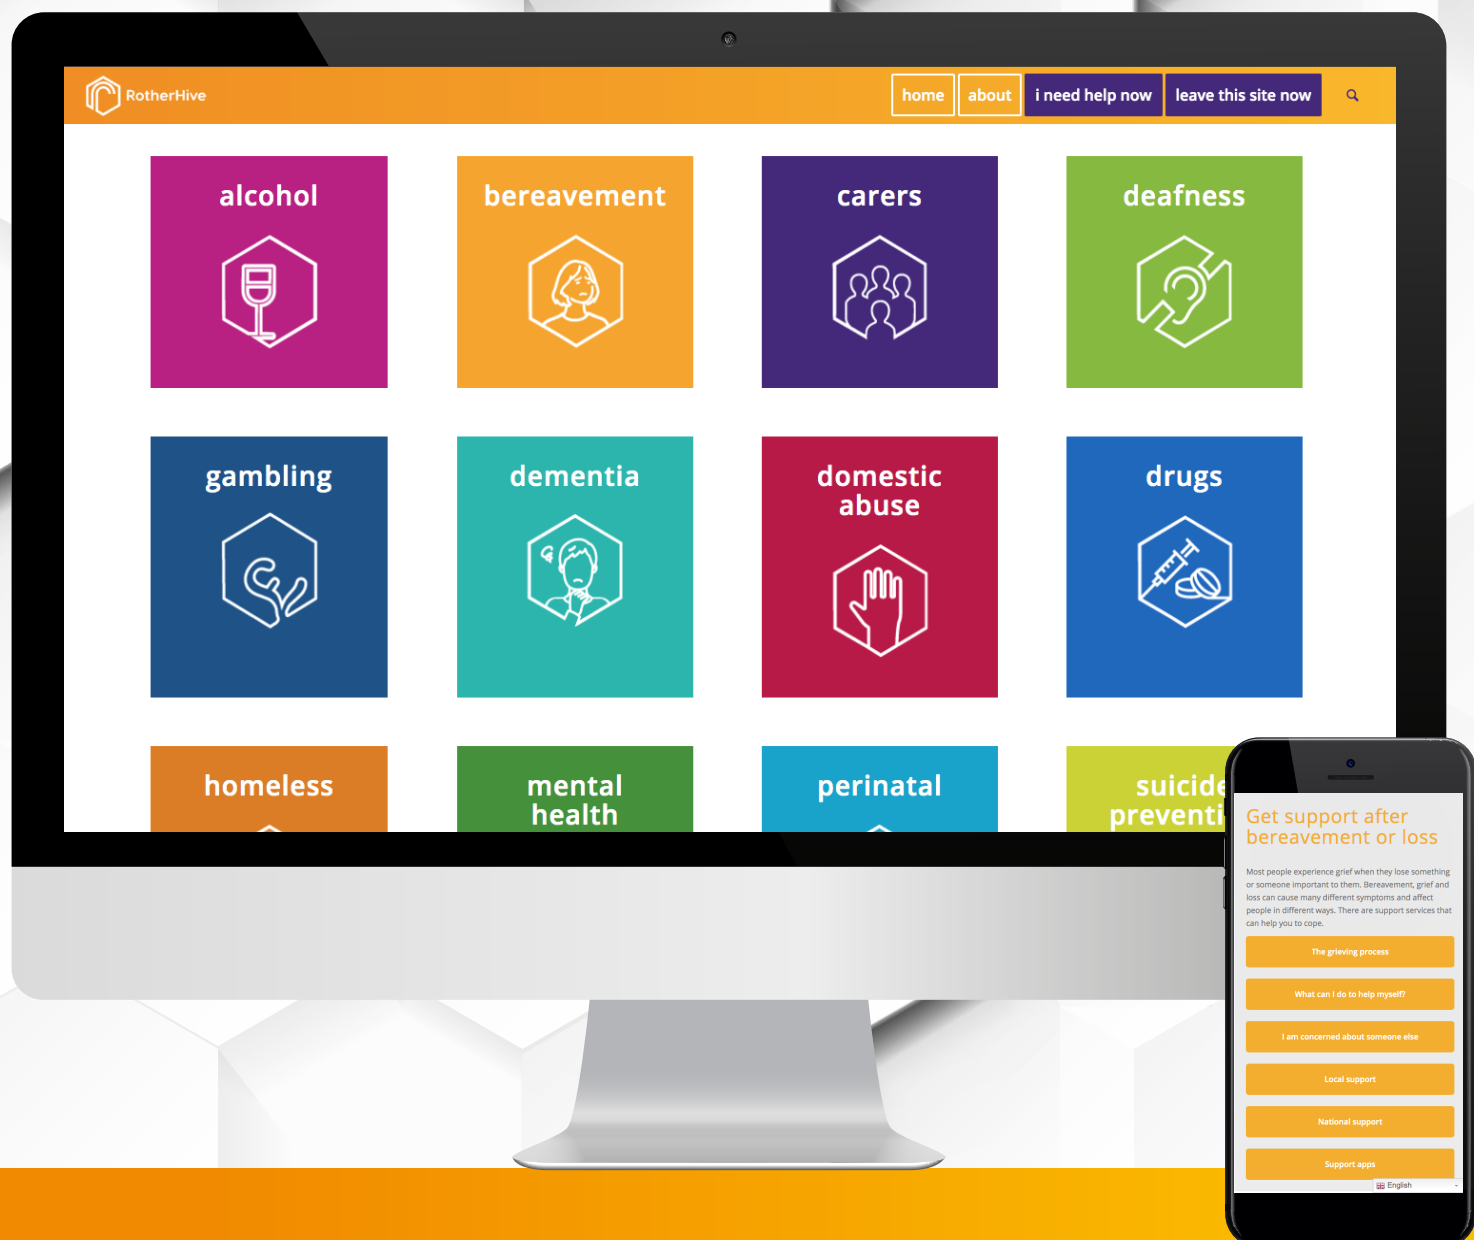 RotherHive
home about i need help now leave this site now
alcohol
bereavement
carers
deafness
gambling
dementia
domestic
abuse
drugs
homeless
mental
health
perinatal
suicide
preventi
Get support after
bereavement or loss
Most people experience grief when they lose something
or someone important to them. Bereavement, grief and
loss can cause many different symptoms and affect
people in different ways. There are support services that
can help you to cope.
The grieving process
What can I do to help myself?
I am concerned about someone else
Local support
National support
Support apps
English